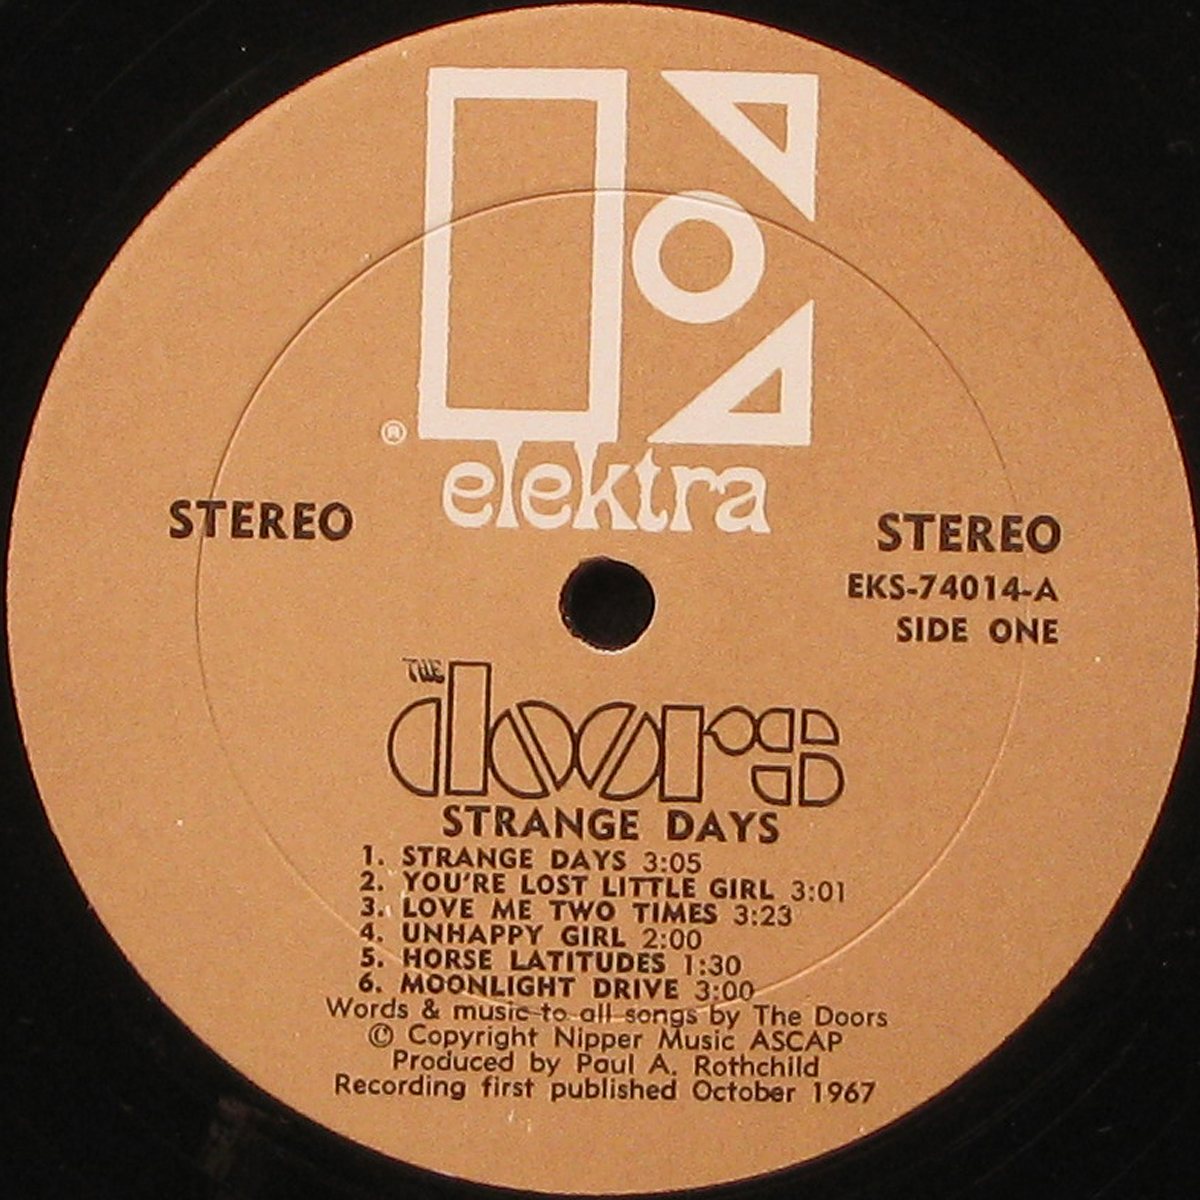 ®
elektra
STEREO
STEREO
EKS-74014-A
SIDE ONE
THE
doors
STRANGE DAYS
1. STRANGE DAYS 3:05
2. YOU'RE LOST LITTLE GIRL 3:01
3. LOVE ME TWO TIMES 3:23
4. UNHAPPY GIRL 2:00
5. HORSE LATITUDES 1:30
6. MOONLIGHT DRIVE 3:00
Words & music to all songs by The Doors
© Copyright Nipper Music ASCAP
Produced by Paul A. Rothchild
Recording first published October 1967